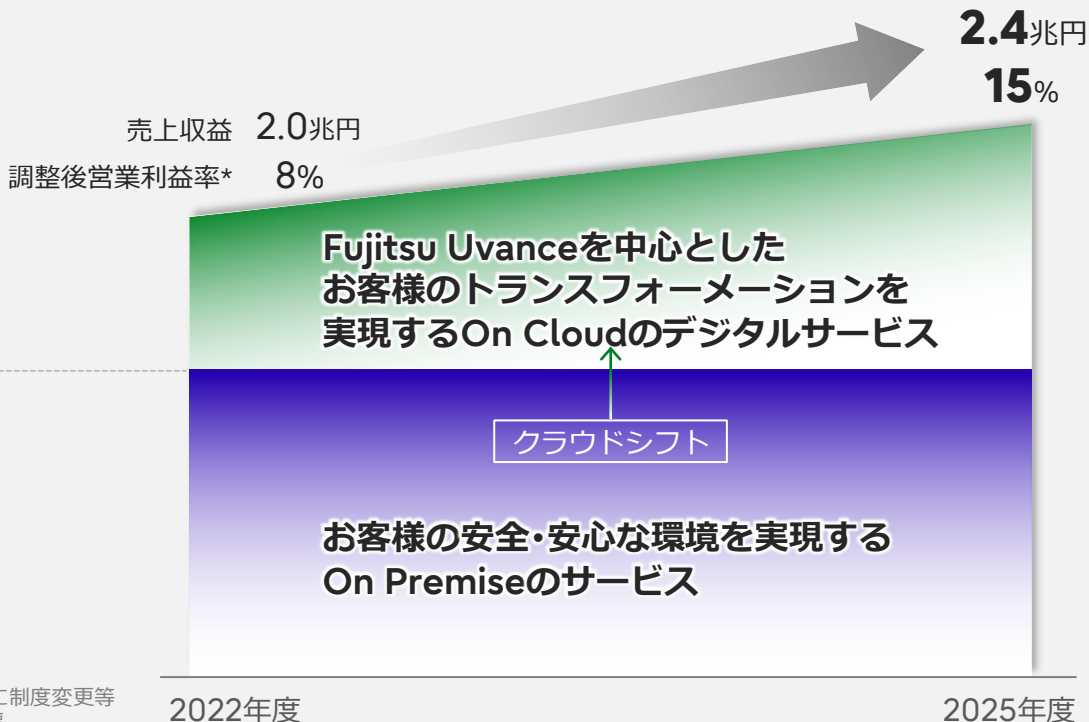 2.4兆円
15%
売上収益 2.0兆円
調整後営業利益率* 8%
Fujitsu Uvanceを中心とした
お客様のトランスフォーメーションを
実現するOn Cloudのデジタルサービス
クラウドシフト
お客様の安全・安心な環境を実現する
On Premiseのサービス
に制度変更等
2022年度 2025年度